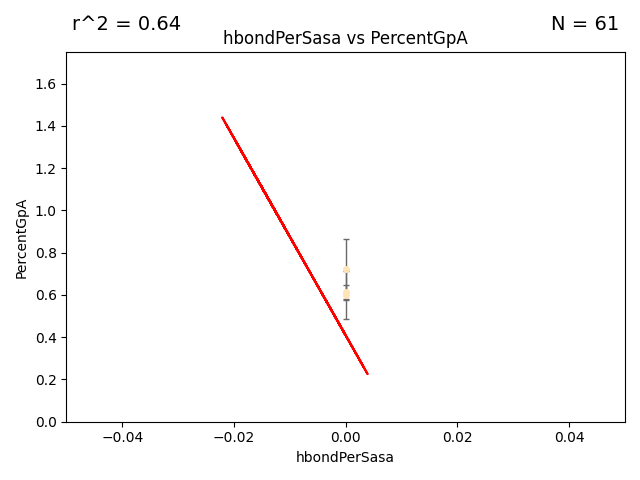 r^2 = 0.64
N = 61
hbondPerSasa vs PercentGpA
1.6
1.4
1.2
1.0
0.8
0.6
0.4
0.2
0.0
PercentGpA
−0.04
−0.02
0.00
0.02
0.04
hbondPerSasa